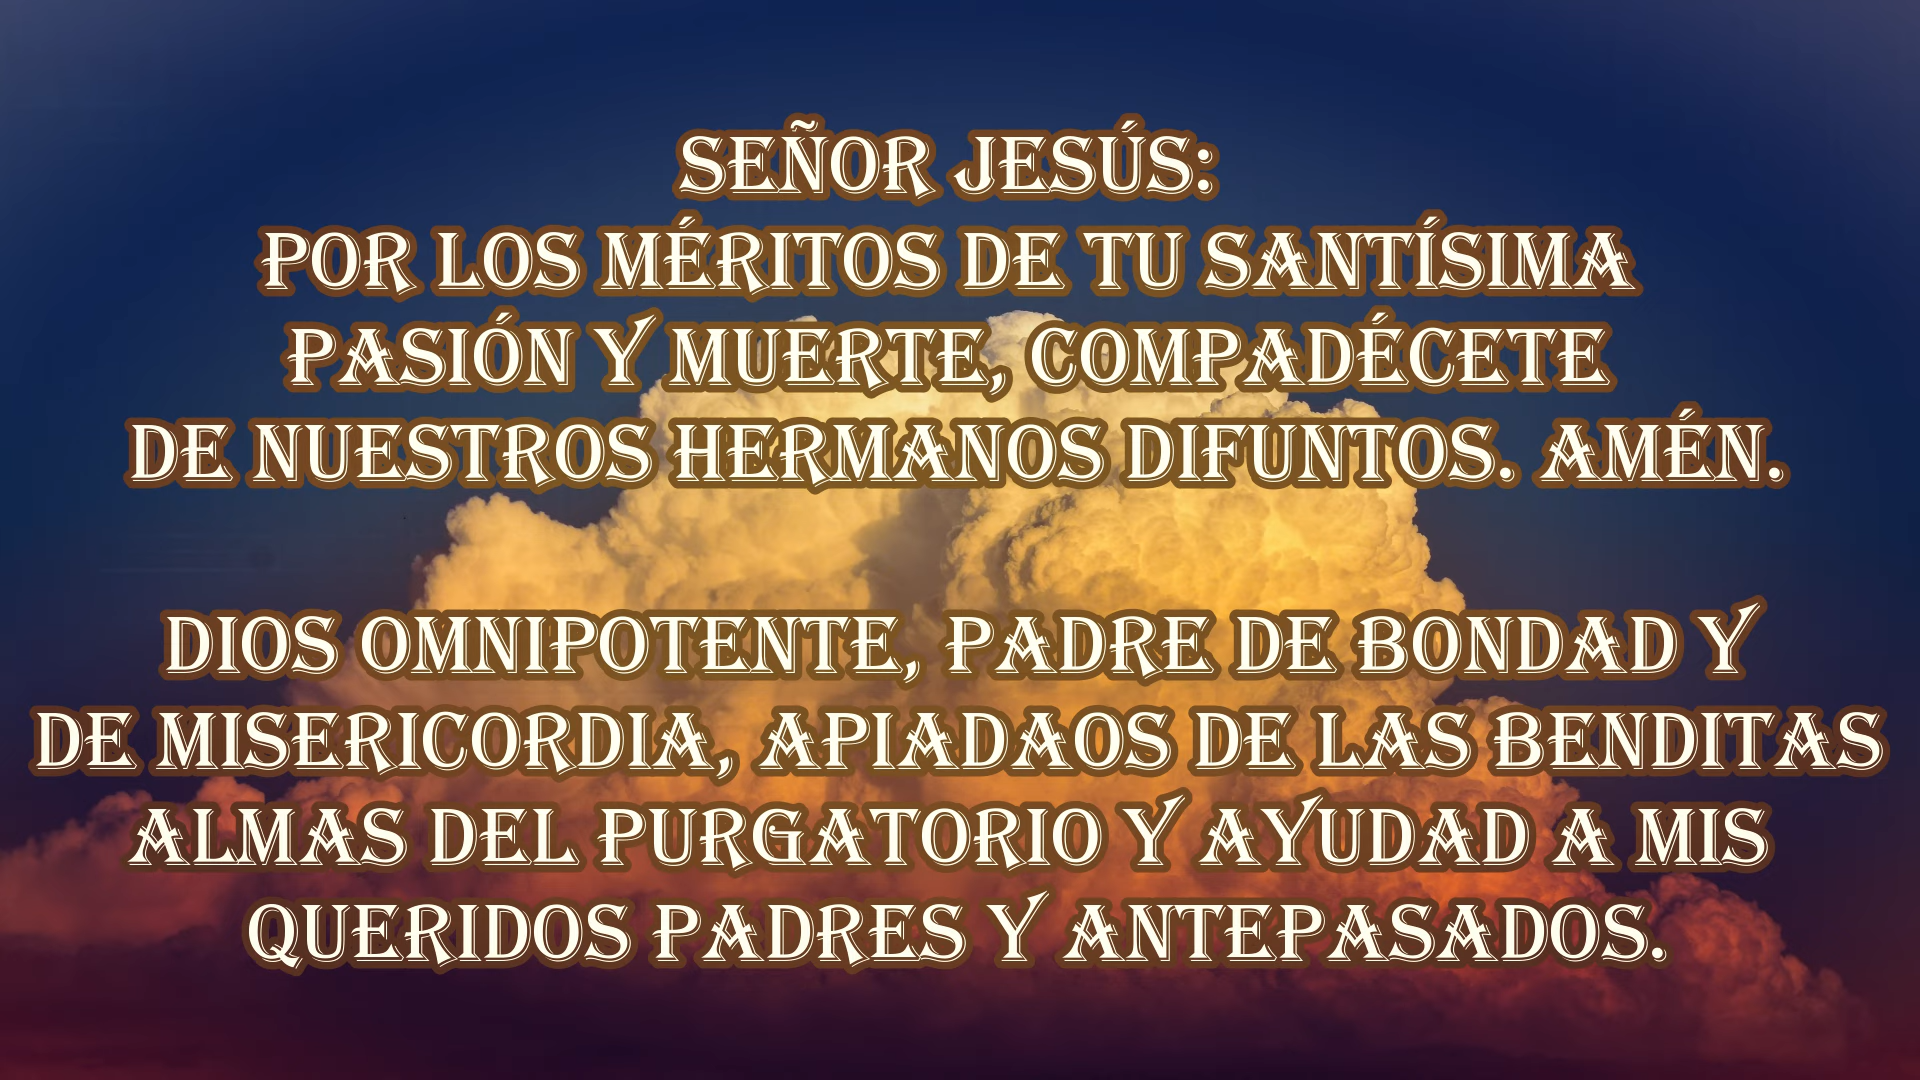 SEÑOR JESÚS:
POR LOS MÉRITOS DE TU SANTÍSIMA
PASIÓN Y MUERTE, COMPADÉCETE
DE NUESTROS HERMANOS DIFUNTOS. AMÉN.
DIOS OMNIPOTENTE, PADRE DE BONDAD Y
DE MISERICORDIA, APIADAOS DE LAS BENDITAS
ALMAS DEL PURGATORIO Y AYUDAD A MIS
QUERIDOS PADRES Y ANTEPASADOS.